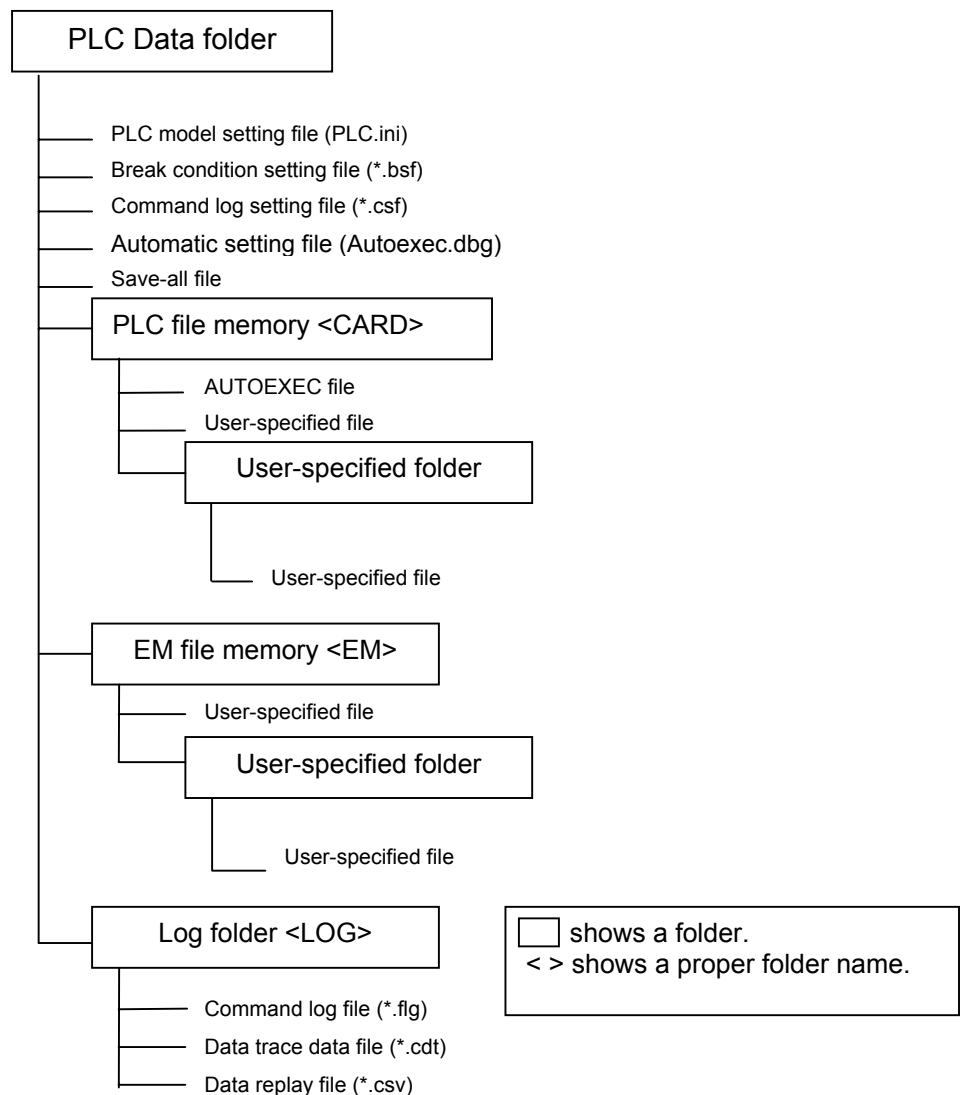 PLC Data folder
PLC model setting file (PLC.ini)
Break condition setting file (*.bsf)
Command log setting file (*.csf)
Automatic setting file (Autoexec.dbg)
Save-all file
PLC file memory <CARD>
AUTOEXEC file
User-specified file
User-specified folder
User-specified file
EM file memory <EM>
User-specified file
User-specified folder
User-specified file
Log folder <LOG>
Command log file (*.flg)
Data trace data file (*.cdt)
Data replay file (*.csv)
shows a folder.
< > shows a proper folder name.